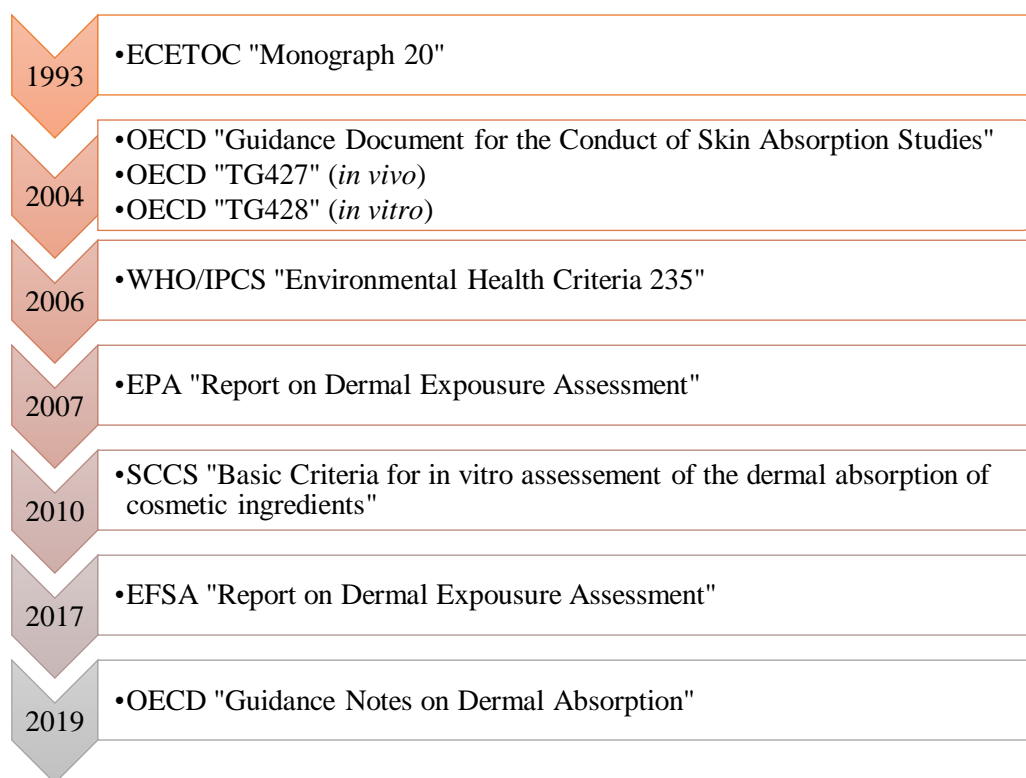 1993
•ECETOC "Monograph 20"
2004
•OECD "Guidance Document for the Conduct of Skin Absorption Studies"
•OECD "TG427" (in vivo)
•OECD "TG428" (in vitro)
2006
•WHO/IPCS "Environmental Health Criteria 235"
2007
•EPA "Report on Dermal Expousure Assessment"
2010
•SCCS "Basic Criteria for in vitro assessement of the dermal absorption of
cosmetic ingredients"
2017
•EFSA "Report on Dermal Expousure Assessment"
2019
•OECD "Guidance Notes on Dermal Absorption"